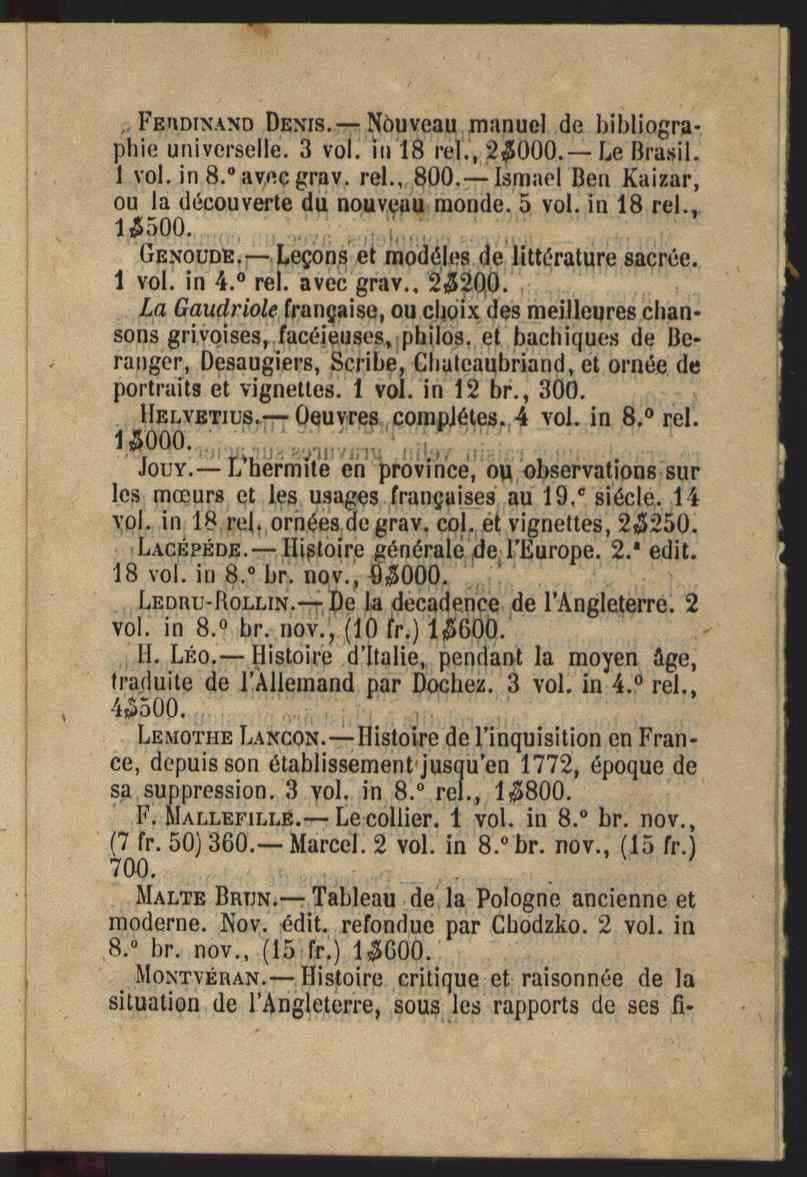 FERDINAND DENIS.— Nouveau manuel de bibliogra-
phie universelle. 3 vol. in 18 rel., 2$000.— Le Brasil.
1 vol. in 8.º avec grav. rel., 800.— Ismael Ben Kaizar,
ou la découverte du nouveau monde. 5 vol. in 18 rel.,
1$500.
GENOUDE.— Leçons et modéles de littérature sacrée.
1 vol. in 4.º rel. avec grav.. 2$200.
La Gaudriole française, ou choix des meilleures chan-
sons grivoises, facéieuses, philos. et bachiques de Be-
ranger, Desaugiers, Scribe, Chateaubriand, et ornée de
portraits et vignettes. 1 vol. in 12 br., 300.
HELVETIUS.— Oeuvres complétes. 4 vol. in 8.º rel.
1$000.
JOUY.— L'hermite en province, ou observations sur
les mœurs et les usages françaises au 19.e siécle. 14
vol. in 18 rel. ornées de grav. col. et vignettes, 2$250.
LACÉPÉDE.— Histoire générale de l'Europe. 2.ª edit.
18 vol. in 8.º br. nov., 9$000.
LEDRU-ROLLIN.— De la decadence de l'Angleterre. 2
vol. in 8.º br. nov., (10 fr.) 1$600.
H. LÉO.— Histoire d'Italie, pendant la moyen âge,
traduite de l'Allemand par Dochez. 3 vol. in 4.º rel.,
4$500.
LEMOTHE LANCON.— Histoire de l'inquisition en Fran-
ce, depuis son établissement jusqu'en 1772, époque de
sa suppression. 3 vol. in 8.º rel., 1$800.
F. MALLEFILLE.— Le collier. 1 vol. in 8.º br. nov.,
(7 fr. 50) 360.— Marcel. 2 vol. in 8.º br. nov., (15 fr.)
700.
MALTE BRUN.— Tableau de la Pologne ancienne et
moderne. Nov. édit. refondue par Chodzko. 2 vol. in
8.º br. nov., (15 fr.) 1$600.
MONTVÉRAN.— Histoire critique et raisonnée de la
situation de l'Angleterre, sous les rapports de ses fi-